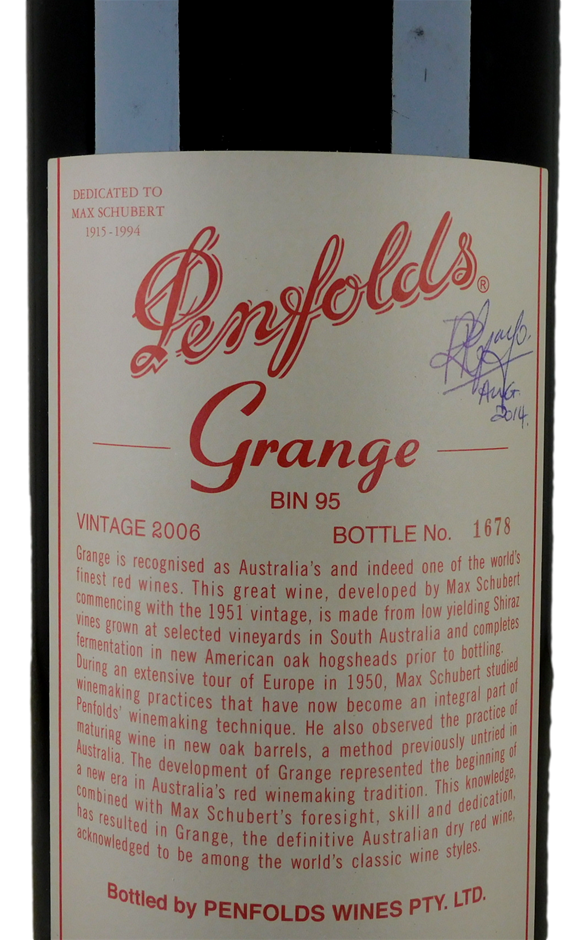 DEDICATED TO
MAX SCHUBERT
1915 - 1994
Penfolds®
Grange
AUG.
2014.
BIN 95
VINTAGE 2006
BOTTLE No. 1678
Grange is recognised as Australia's and indeed one of the world's
finest red wines. This great wine, developed by Max Schubert
commencing with the 1951 vintage, is made from low yielding Shiraz
vines grown at selected vineyards in South Australia and completes
fermentation in new American oak hogsheads prior to bottling.
During an extensive tour of Europe in 1950, Max Schubert studied
winemaking practices that have now become an integral part of
Penfolds' winemaking technique. He also observed the practice of
maturing wine in new oak barrels, a method previously untried in
Australia. The development of Grange represented the beginning of
a new era in Australia's red winemaking tradition. This knowledge,
combined with Max Schubert's foresight, skill and dedication,
has resulted in Grange, the definitive Australian dry red wine,
acknowledged to be among the world's classic wine styles.
Bottled by PENFOLDS WINES PTY. LTD.